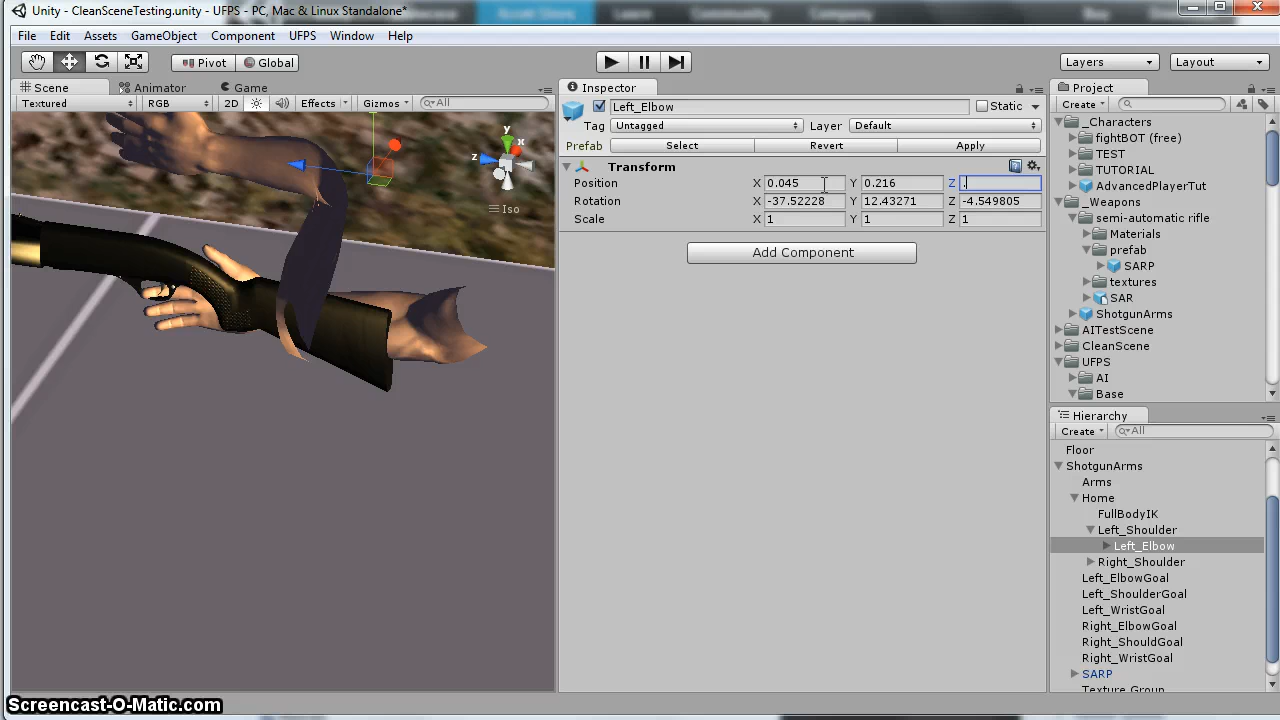 Unity - CleanSceneTesting.unity - UFPS - PC, Mac & Linux Standalone*
File Edit Assets GameObject Component UFPS Window Help
Pivot Global Layers Layout
Scene Animator Game
Textured RGB 2D Effects Gizmos All
y
x
z
Iso
Inspector
Left_Elbow Static
Tag Untagged Layer Default
Prefab Select Revert Apply
Transform
Position X 0.045 Y 0.216 Z .
Rotation X -37.52228 Y 12.43271 Z -4.549805
Scale X 1 Y 1 Z 1
Add Component
Project
Create
_Characters
fightBOT (free)
TEST
TUTORIAL
AdvancedPlayerTut
_Weapons
semi-automatic rifle
Materials
prefab
SARP
textures
SAR
ShotgunArms
AITestScene
CleanScene
UFPS
AI
Base
Hierarchy
Create All
Floor
ShotgunArms
Arms
Home
FullBodyIK
Left_Shoulder
Left_Elbow
Right_Shoulder
Left_ElbowGoal
Left_ShoulderGoal
Left_WristGoal
Right_ElbowGoal
Right_ShouldGoal
Right_WristGoal
SARP
Texture Group
Screencast-O-Matic.com